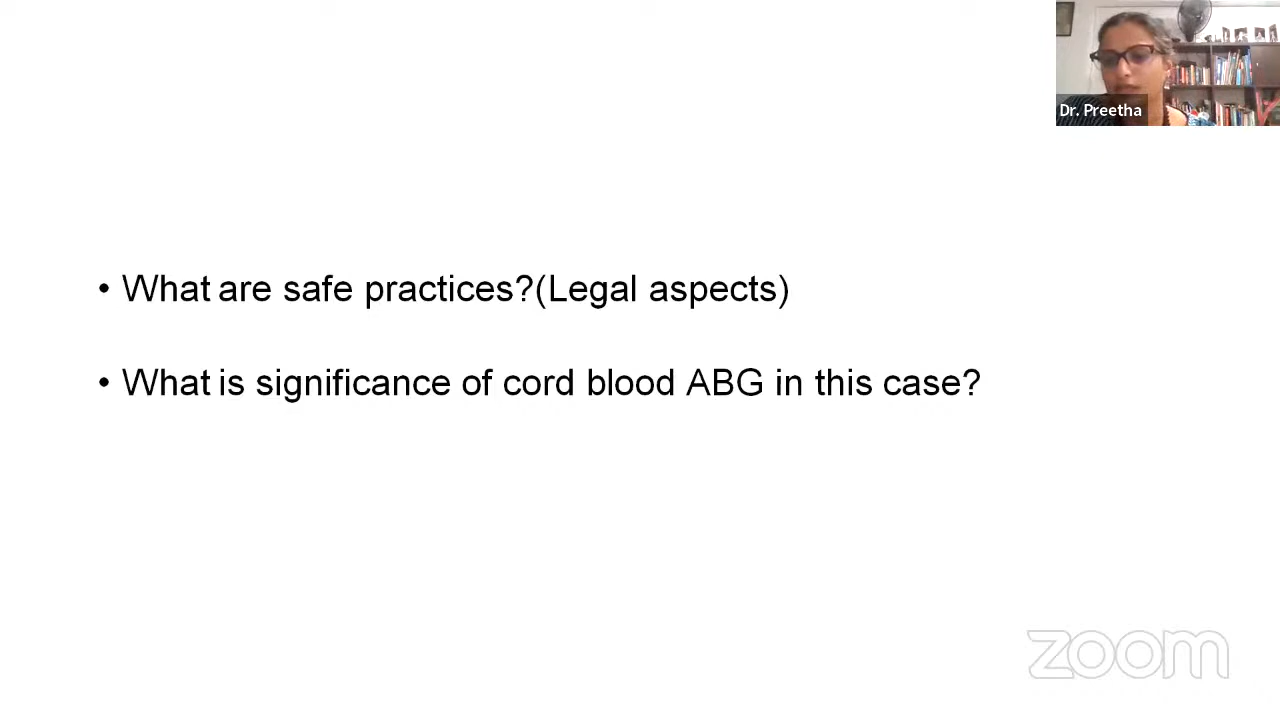 Dr. Preetha
• What are safe practices?(Legal aspects)
• What is significance of cord blood ABG in this case?
zoom